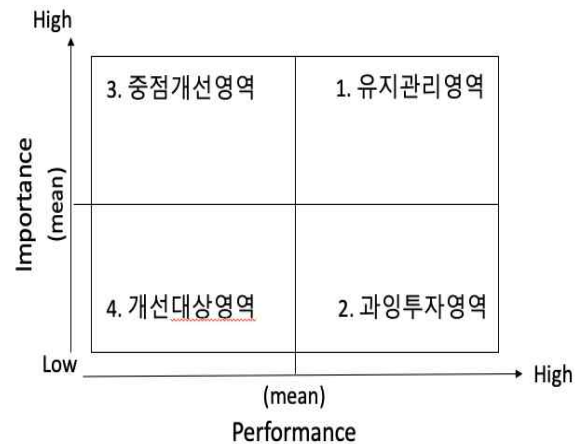 High
3. 중점개선영역
1. 유지관리영역
Importance
(mean)
4. 개선대상영역
2. 과잉투자영역
Low
High
(mean)
Performance